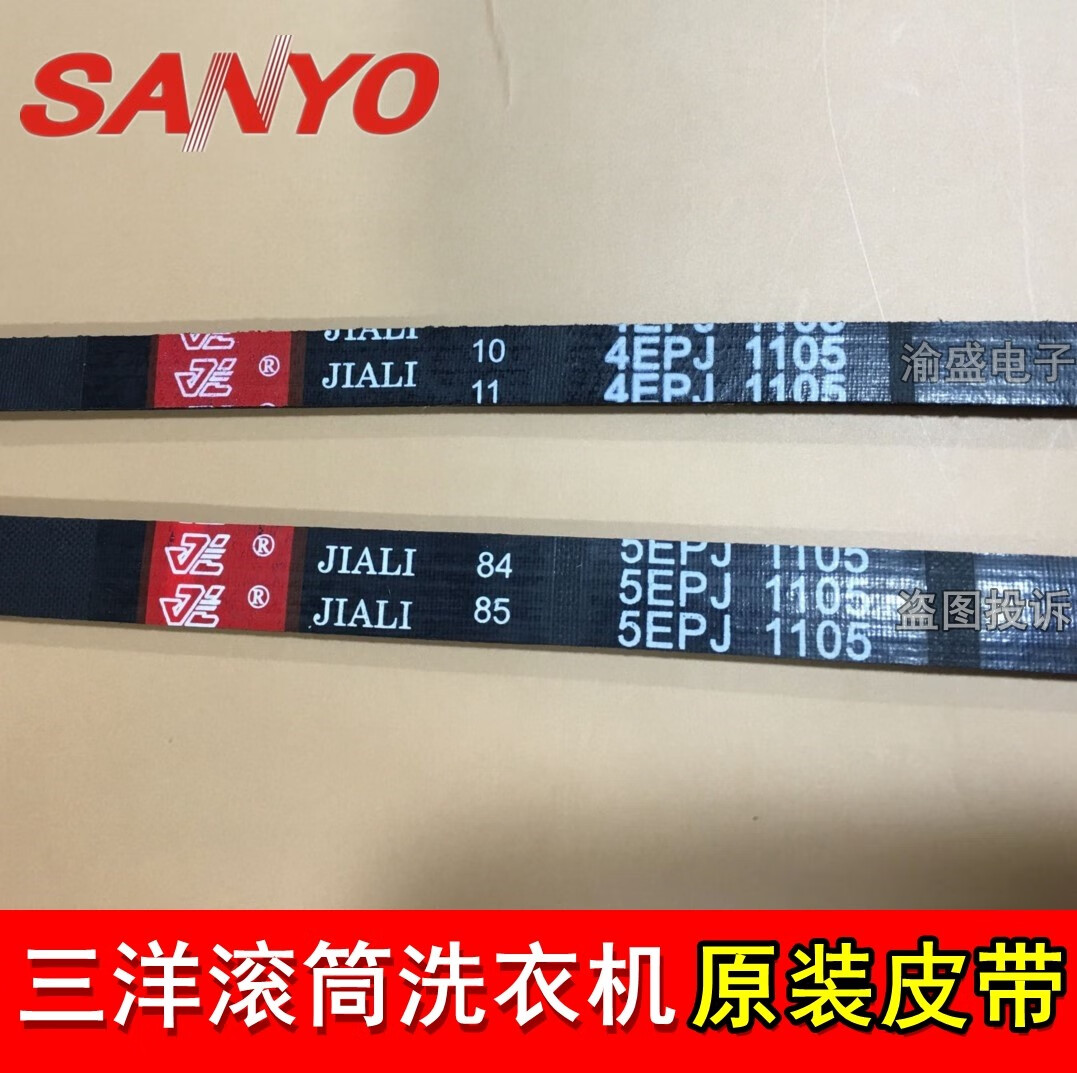 SANYO
JIALI 4EPJ 1105
JIALI 10 4EPJ 1105
11 4EPJ 1105
渝盛电子
JIALI 84 5EPJ 1105
5EPJ 1105
JIALI 85 5EPJ 1105
盗图投诉
三洋滚筒洗衣机原装皮带